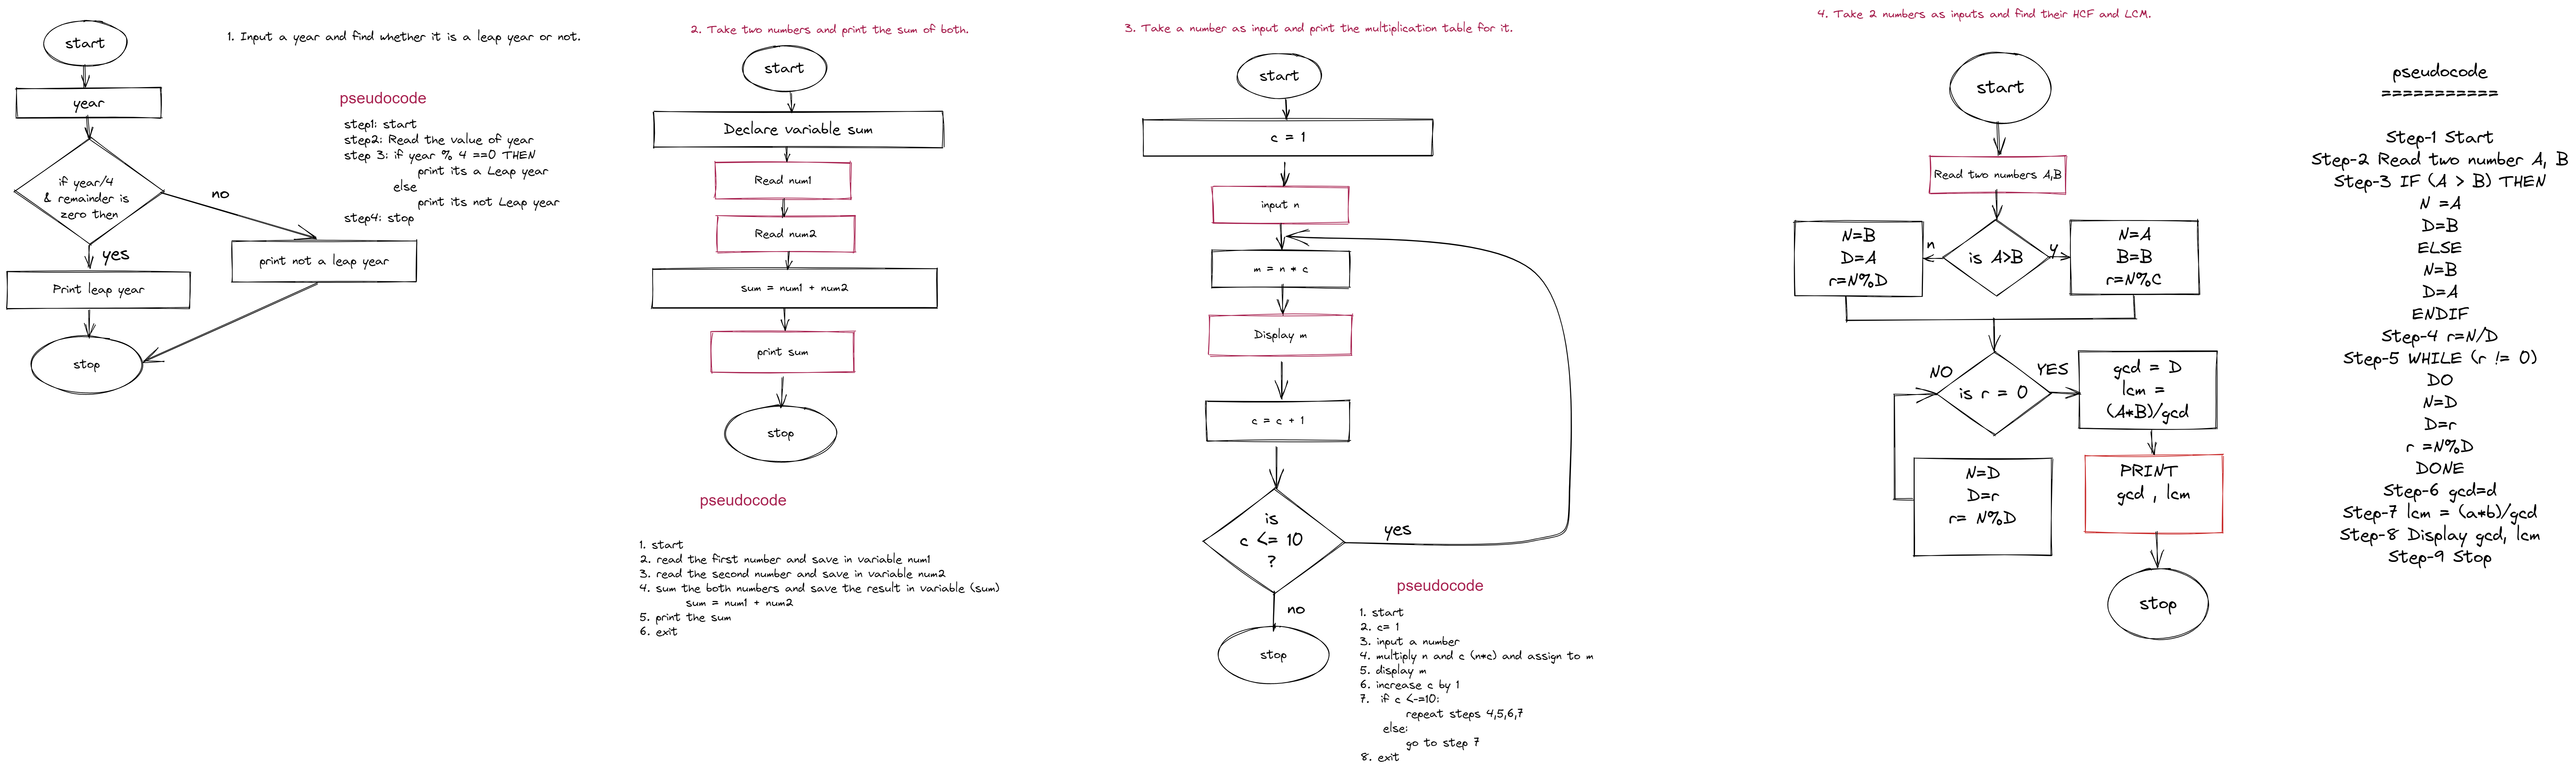 1. Input a year and find whether it is a leap year or not.
start
year
if year/4
& remainder is
zero then
no
yes
print not a leap year
Print leap year
stop
pseudocode
step1: start
step2: Read the value of year
step 3: if year % 4 ==0 THEN
print its a Leap year
else
print its not Leap year
step4: stop
2. Take two numbers and print the sum of both.
start
Declare variable sum
Read num1
Read num2
sum = num1 + num2
print sum
stop
pseudocode
1. start
2. read the first number and save in variable num1
3. read the second number and save in variable num2
4. sum the both numbers and save the result in variable (sum)
sum = num1 + num2
5. print the sum
6. exit
3. Take a number as input and print the multiplication table for it.
start
c = 1
input n
m = n * c
Display m
c = c + 1
is
c <= 10
?
yes
no
stop
pseudocode
1. start
2. c= 1
3. input a number
4. multiply n and c (n*c) and assign to m
5. display m
6. increase c by 1
7. if c <-=10:
repeat steps 4,5,6,7
else:
go to step 7
8. exit
4. Take 2 numbers as inputs and find their HCF and LCM.
start
Read two numbers A,B
is A>B
n
y
N=B
D=A
r=N%D
N=A
B=B
r=N%C
is r = 0
NO
YES
gcd = D
lcm =
(A*B)/gcd
N=D
D=r
r= N%D
PRINT
gcd , lcm
stop
pseudocode
===========
Step-1 Start
Step-2 Read two number A, B
Step-3 IF (A > B) THEN
N =A
D=B
ELSE
N=B
D=A
ENDIF
Step-4 r=N/D
Step-5 WHILE (r != 0)
DO
N=D
D=r
r =N%D
DONE
Step-6 gcd=d
Step-7 lcm = (a*b)/gcd
Step-8 Display gcd, lcm
Step-9 Stop